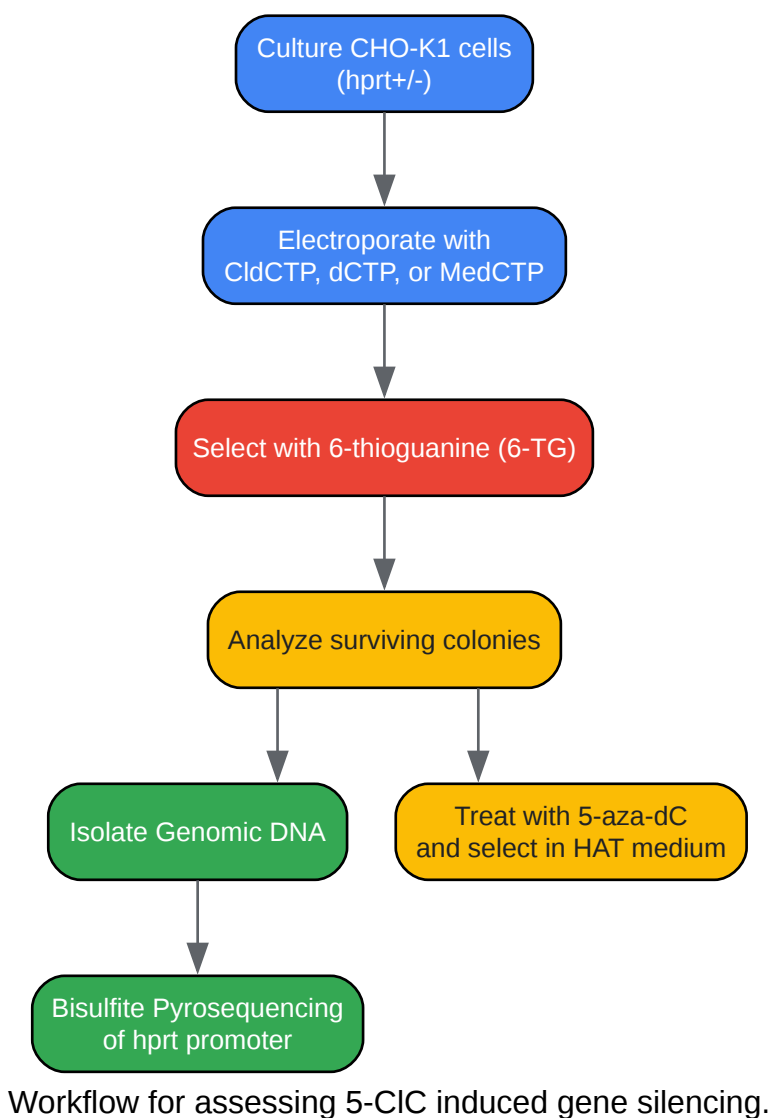 Culture CHO-K1 cells
(hprt+/-)
Electroporate with
CldCTP, dCTP, or MedCTP
Select with 6-thioguanine (6-TG)
Analyze surviving colonies
Isolate Genomic DNA
Treat with 5-aza-dC
and select in HAT medium
Bisulfite Pyrosequencing
of hprt promoter
Workflow for assessing 5-ClC induced gene silencing.